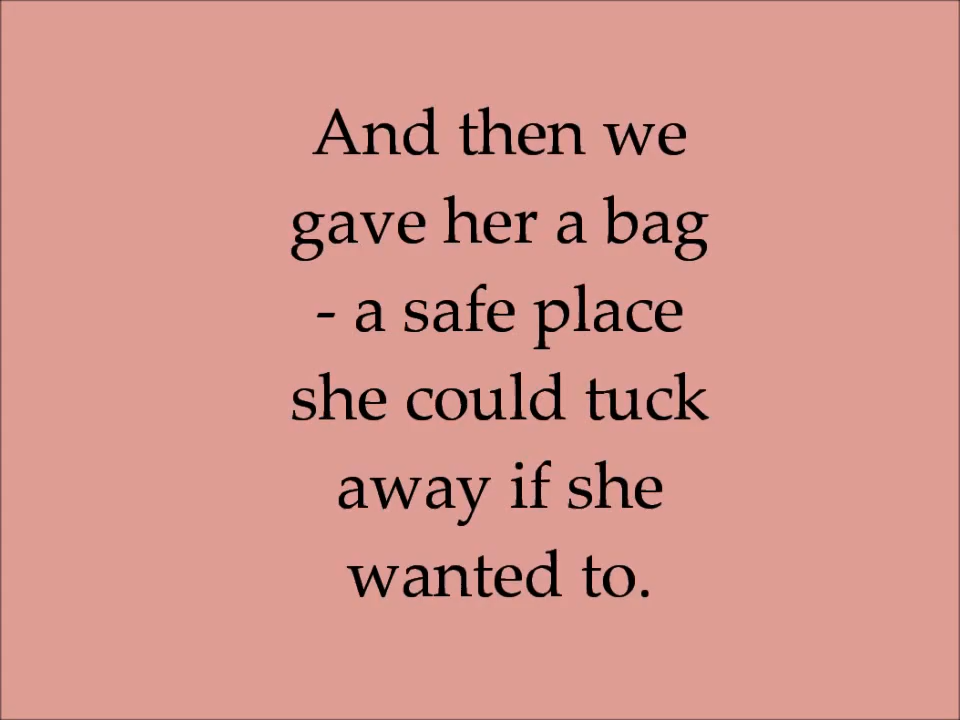 And then we
gave her a bag
- a safe place
she could tuck
away if she
wanted to.